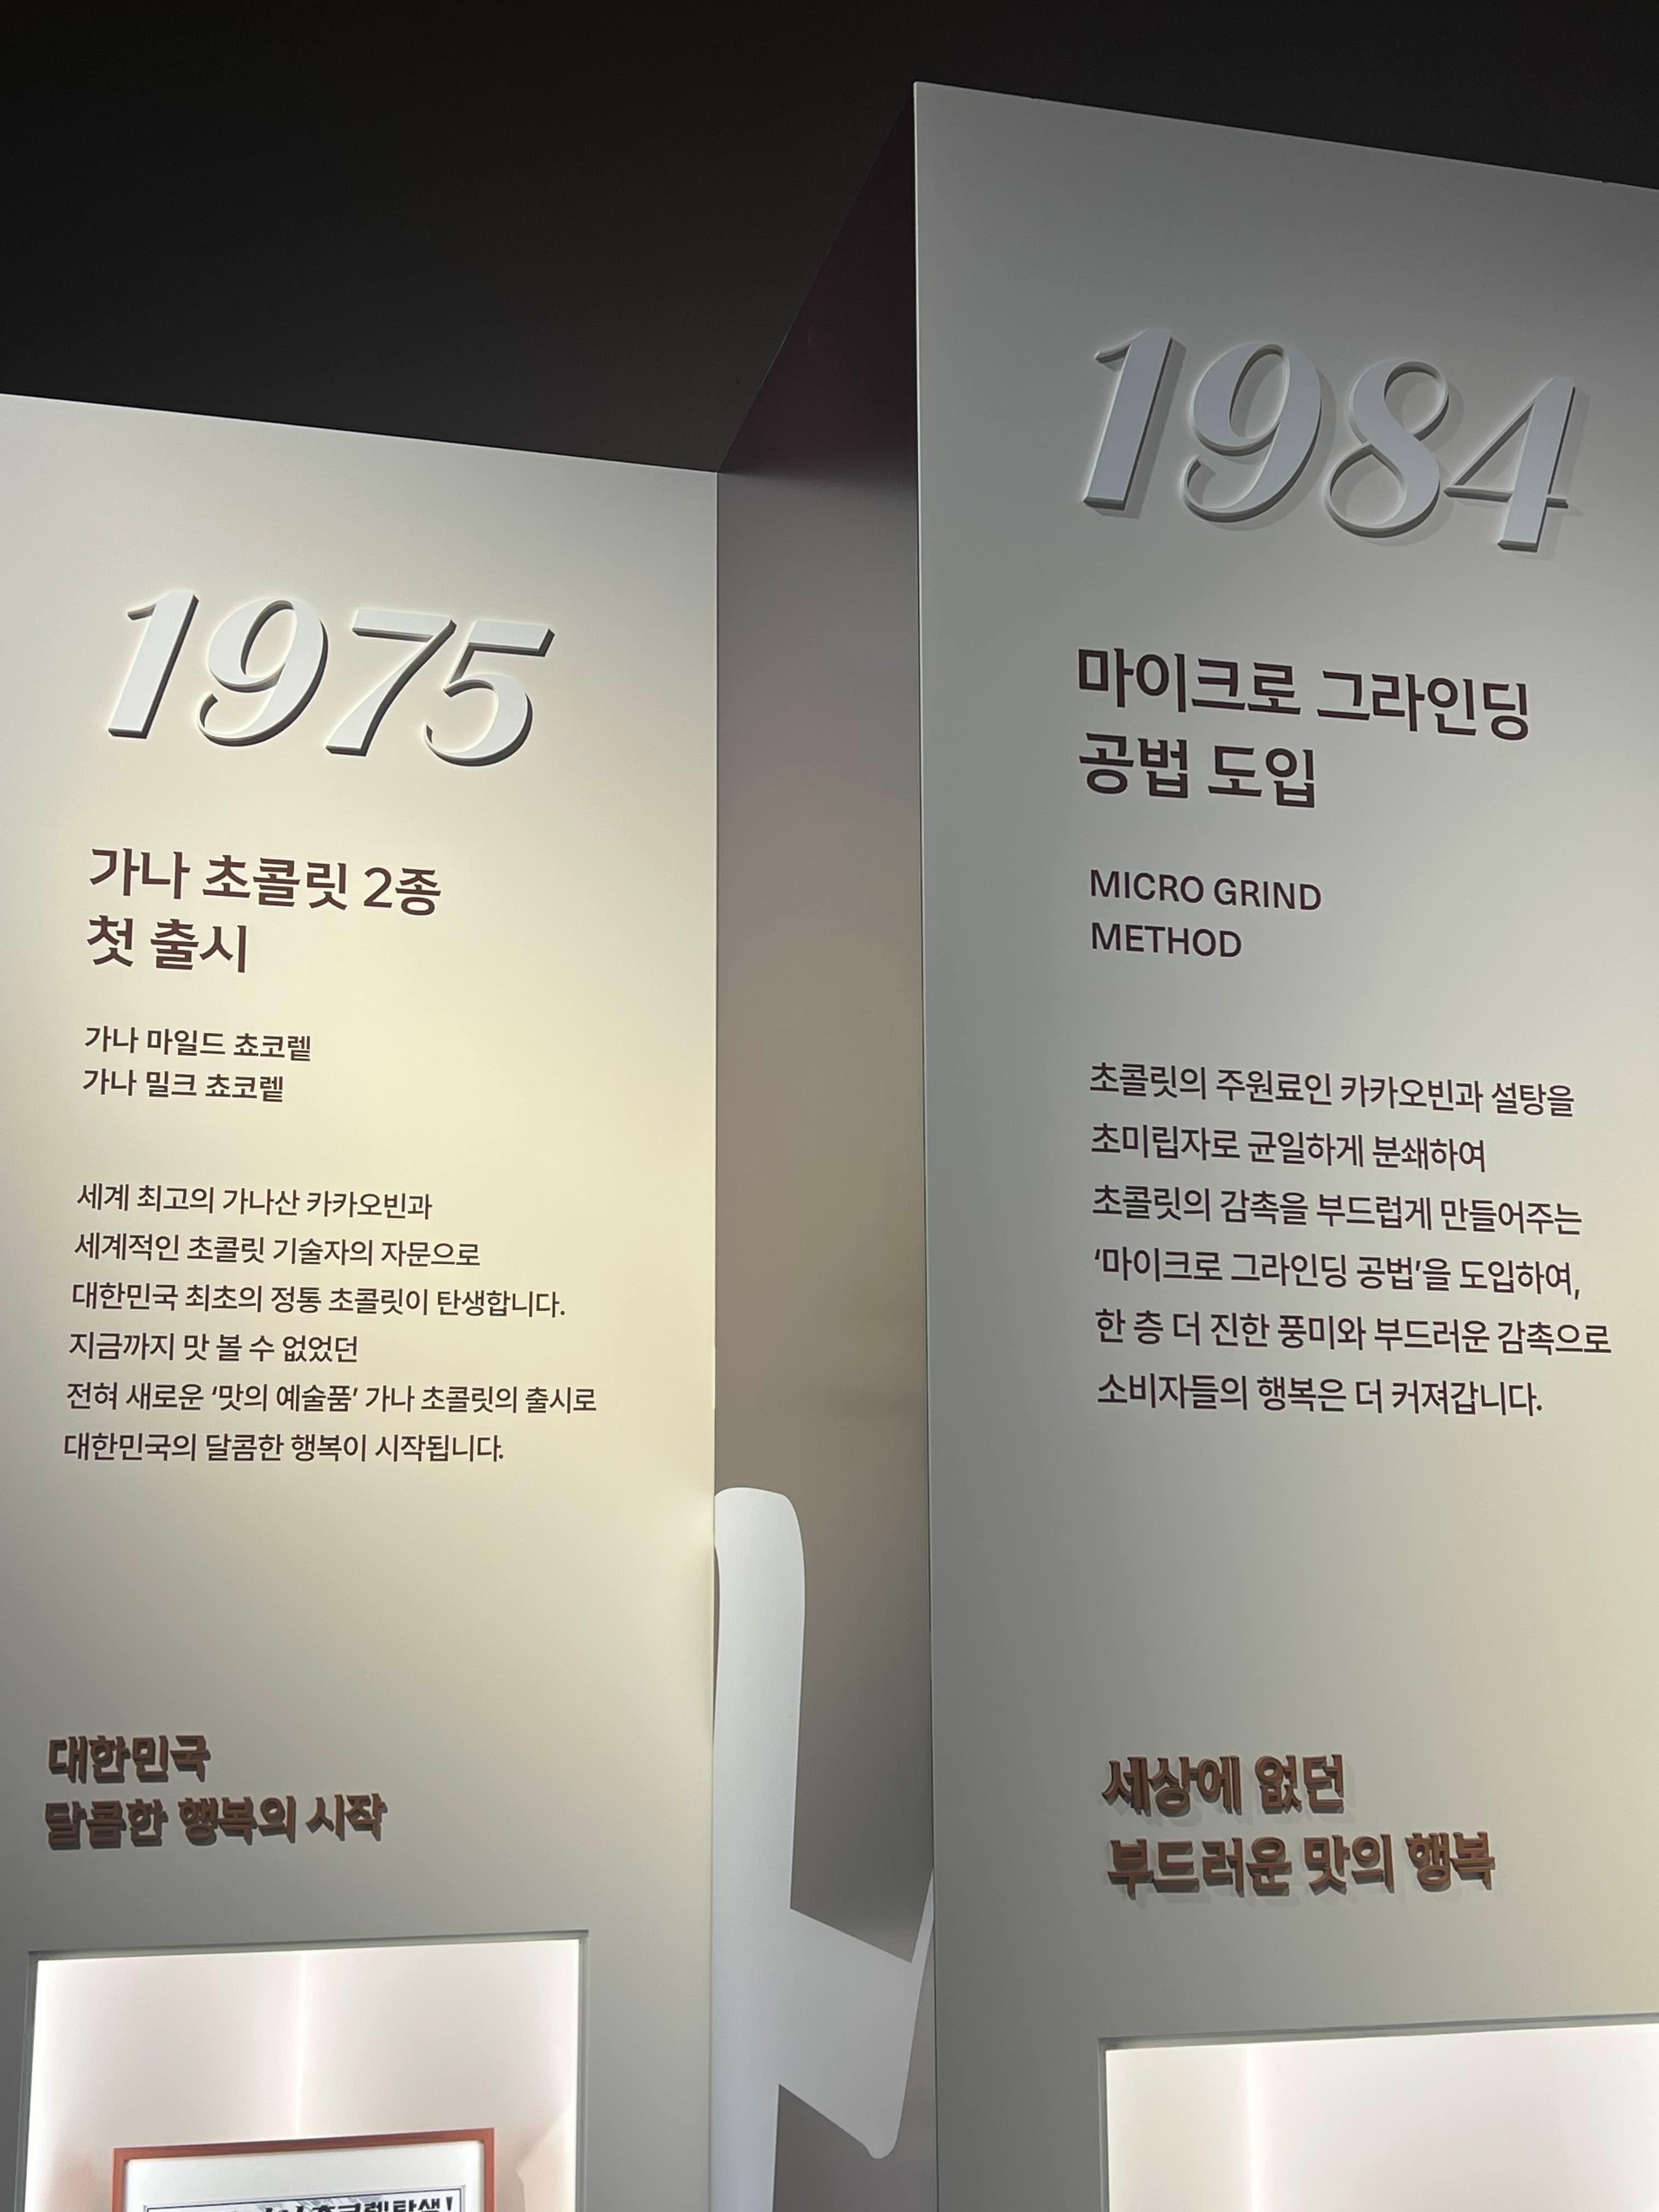 1975
가나 초콜릿 2종
첫 출시
가나 마일드 쵸코렡
가나 밀크 쵸코렡
세계 최고의 가나산 카카오빈과
세계적인 초콜릿 기술자의 자문으로
대한민국 최초의 정통 초콜릿이 탄생합니다.
지금까지 맛 볼 수 없었던
전혀 새로운 ‘맛의 예술품’ 가나 초콜릿의 출시로
대한민국의 달콤한 행복이 시작됩니다.
대한민국
달콤한 행복의 시작
1984
마이크로 그라인딩
공법 도입
MICRO GRIND
METHOD
초콜릿의 주원료인 카카오빈과 설탕을
초미립자로 균일하게 분쇄하여
초콜릿의 감촉을 부드럽게 만들어주는
‘마이크로 그라인딩 공법’을 도입하여,
한 층 더 진한 풍미와 부드러운 감촉으로
소비자들의 행복은 더 커져갑니다.
세상에 없던
부드러운 맛의 행복